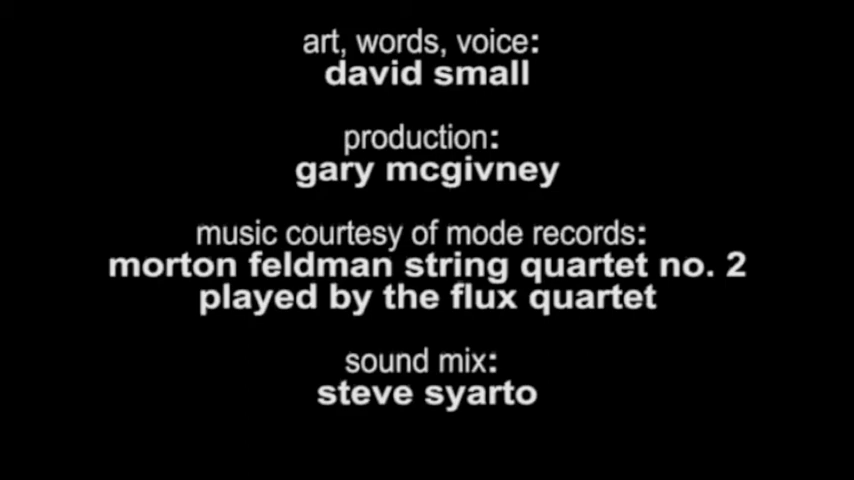 art, words, voice:
david small
production:
gary mcgivney
music courtesy of mode records:
morton feldman string quartet no. 2
played by the flux quartet
sound mix:
steve syarto